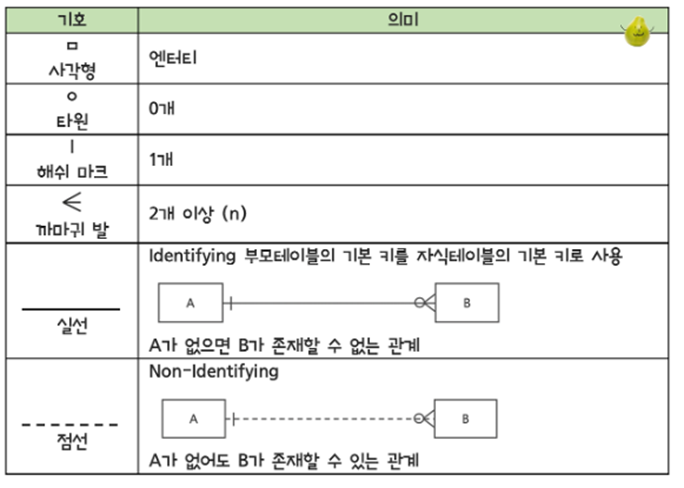 기호
의미
ㅁ
사각형
엔터티
ㅇ
타원
0개
ㅣ
해쉬 마크
1개
까마귀 발
2개 이상 (n)
Identifying 부모테이블의 기본 키를 자식테이블의 기본 키로 사용
A
B
실선
A가 없으면 B가 존재할 수 없는 관계
Non-Identifying
A
B
점선
A가 없어도 B가 존재할 수 있는 관계